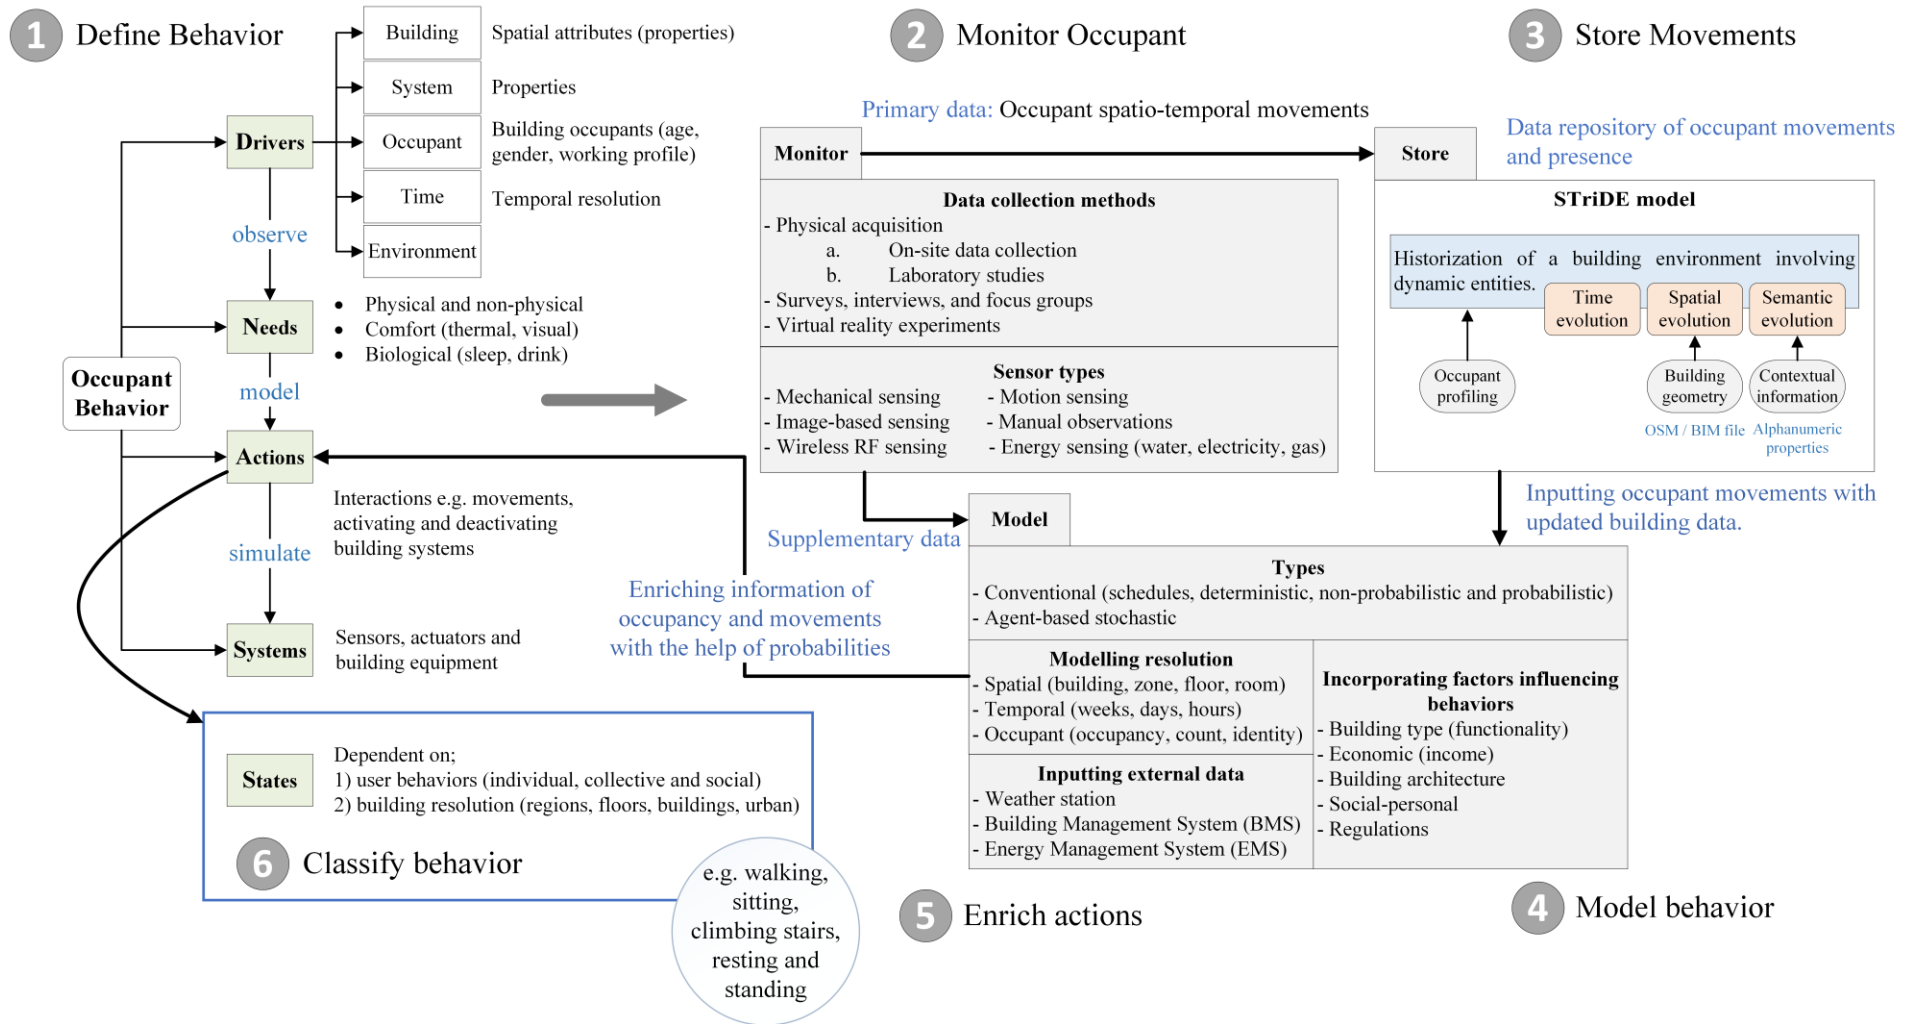 1 Define Behavior
Building
Spatial attributes (properties)
System
Properties
Drivers
Occupant
Building occupants (age,
gender, working profile)
Time
Temporal resolution
Environment
observe
Needs
• Physical and non-physical
• Comfort (thermal, visual)
• Biological (sleep, drink)
Occupant
Behavior
model
Actions
Interactions e.g. movements,
activating and deactivating
building systems
simulate
Systems
Sensors, actuators and
building equipment
2 Monitor Occupant
Primary data: Occupant spatio-temporal movements
Monitor
Data collection methods
- Physical acquisition
a. On-site data collection
b. Laboratory studies
- Surveys, interviews, and focus groups
- Virtual reality experiments
Sensor types
- Mechanical sensing
- Image-based sensing
- Wireless RF sensing
- Motion sensing
- Manual observations
- Energy sensing (water, electricity, gas)
3 Store Movements
Data repository of occupant movements
and presence
Store
STriDE model
Historization of a building environment involving
dynamic entities.
Time
evolution
Spatial
evolution
Semantic
evolution
Occupant
profiling
Building
geometry
Contextual
information
OSM / BIM file
Alphanumeric
properties
Inputting occupant movements with
updated building data.
Supplementary data
Model
Types
- Conventional (schedules, deterministic, non-probabilistic and probabilistic)
- Agent-based stochastic
Modelling resolution
- Spatial (building, zone, floor, room)
- Temporal (weeks, days, hours)
- Occupant (occupancy, count, identity)
Inputting external data
- Weather station
- Building Management System (BMS)
- Energy Management System (EMS)
Incorporating factors influencing
behaviors
- Building type (functionality)
- Economic (income)
- Building architecture
- Social-personal
- Regulations
4 Model behavior
5 Enrich actions
Enriching information of
occupancy and movements
with the help of probabilities
States
Dependent on;
1) user behaviors (individual, collective and social)
2) building resolution (regions, floors, buildings, urban)
6 Classify behavior
e.g. walking,
sitting,
climbing stairs,
resting and
standing